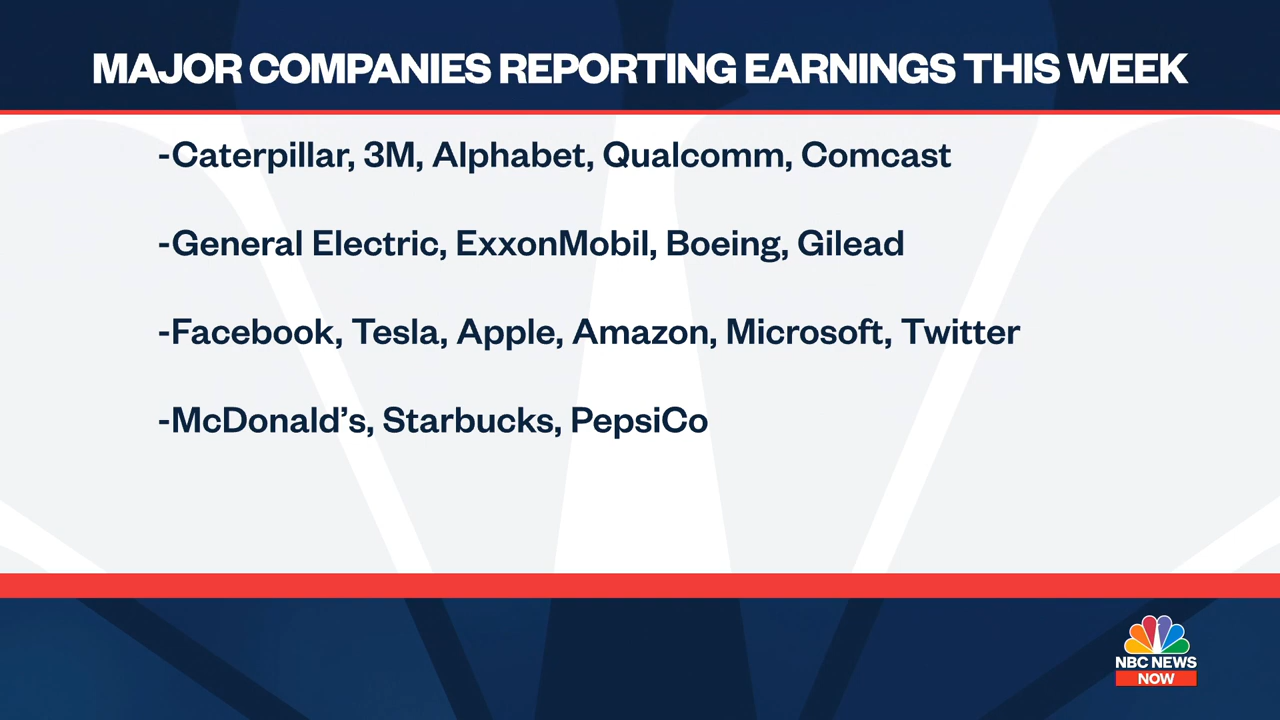 MAJOR COMPANIES REPORTING EARNINGS THIS WEEK
-Caterpillar, 3M, Alphabet, Qualcomm, Comcast
-General Electric, ExxonMobil, Boeing, Gilead
-Facebook, Tesla, Apple, Amazon, Microsoft, Twitter
-McDonald’s, Starbucks, PepsiCo
NBC NEWS
NOW